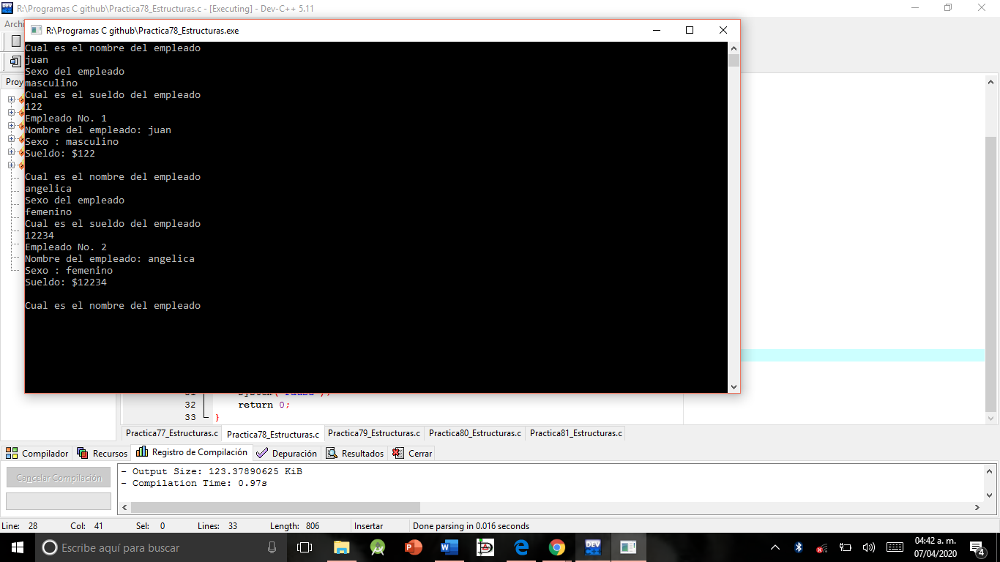 R:\Programas C github\Practica78_Estructuras.c - [Executing] - Dev-C++ 5.11
Archi
R:\Programas C github\Practica78_Estructuras.exe
Proy
Cual es el nombre del empleado
juan
Sexo del empleado
masculino
Cual es el sueldo del empleado
122
Empleado No. 1
Nombre del empleado: juan
Sexo : masculino
Sueldo: $122
Cual es el nombre del empleado
angelica
Sexo del empleado
femenino
Cual es el sueldo del empleado
12234
Empleado No. 2
Nombre del empleado: angelica
Sexo : femenino
Sueldo: $12234
Cual es el nombre del empleado
32 return 0;
33 }
Practica77_Estructuras.c Practica78_Estructuras.c Practica79_Estructuras.c Practica80_Estructuras.c Practica81_Estructuras.c
Compilador Recursos Registro de Compilación Depuración Resultados Cerrar
Cancelar Compilación
- Output Size: 123.37890625 KiB
- Compilation Time: 0.97s
Line: 28 Col: 41 Sel: 0 Lines: 33 Length: 806 Insertar Done parsing in 0.016 seconds
Escribe aquí para buscar
DEV
04:42 a. m.
07/04/2020
4